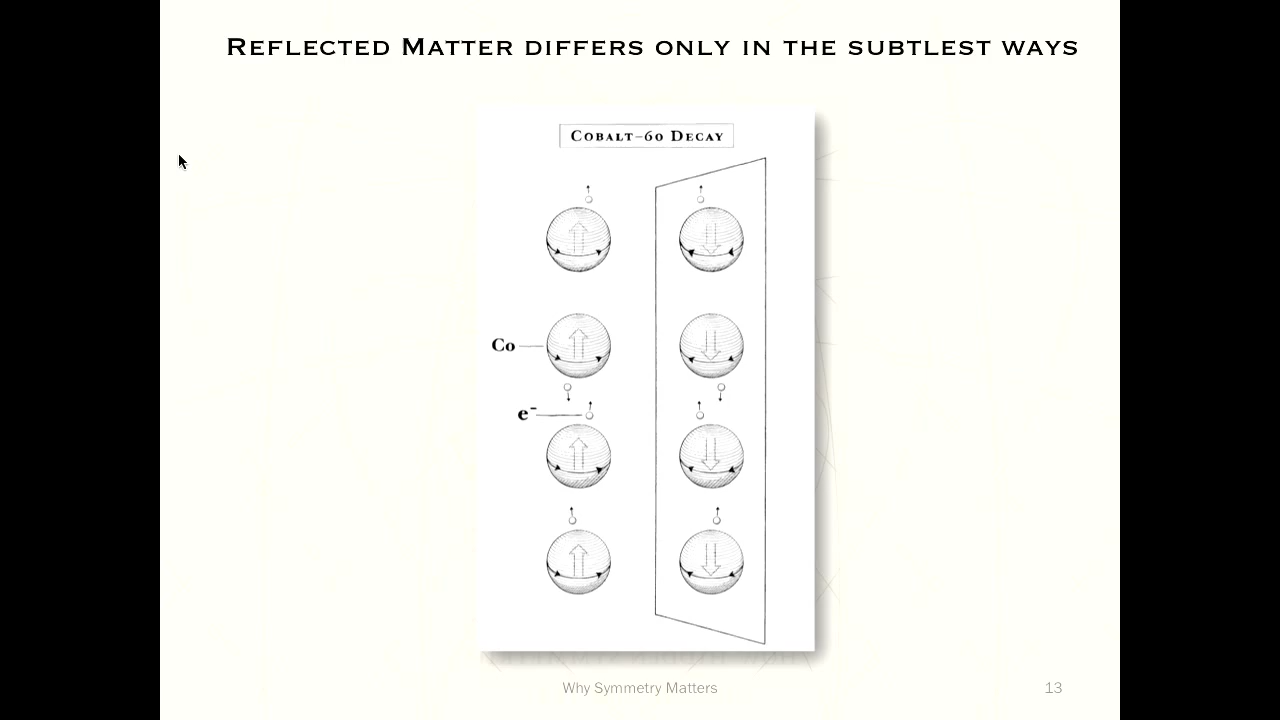 Reflected Matter differs only in the subtlest ways
Cobalt–60 Decay
Co
e⁻
Why Symmetry Matters
13